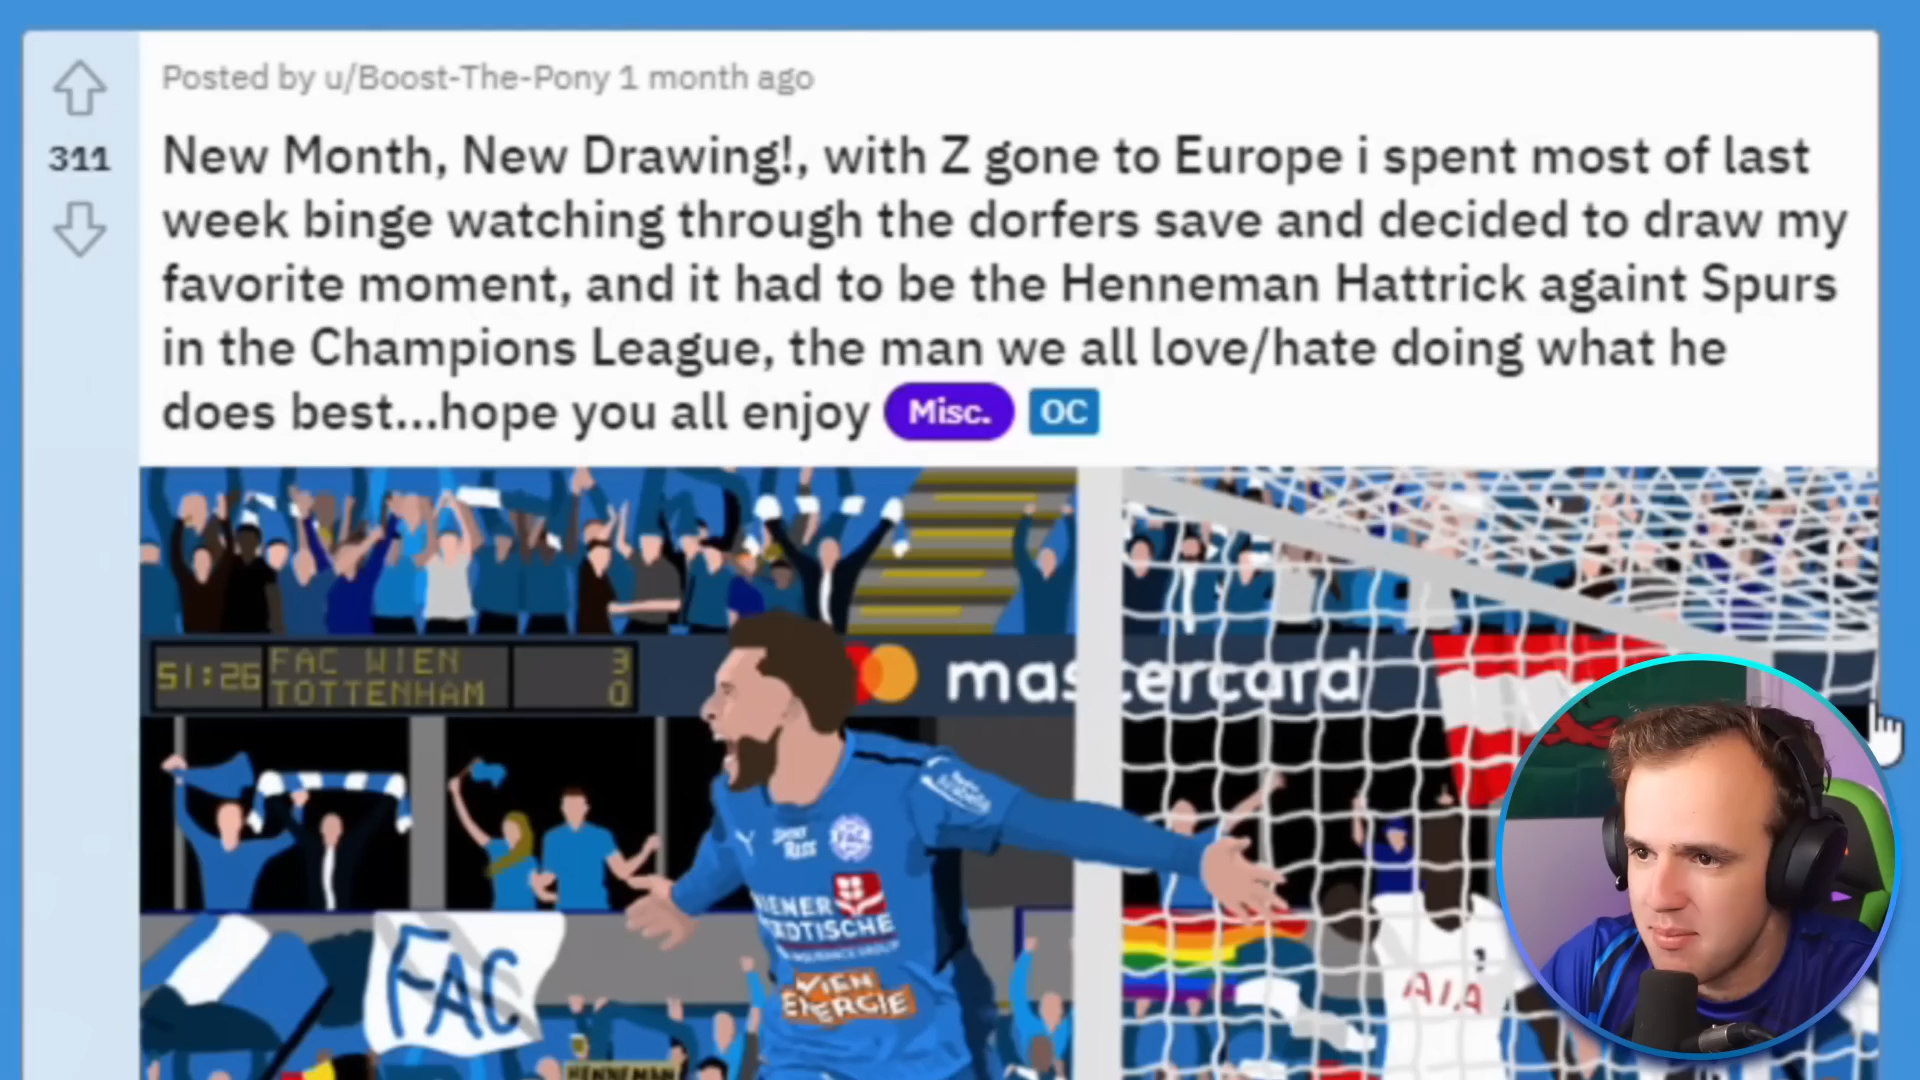 Posted by u/Boost-The-Pony 1 month ago
311
New Month, New Drawing!, with Z gone to Europe i spent most of last
week binge watching through the dorfers save and decided to draw my
favorite moment, and it had to be the Henneman Hattrick againt Spurs
in the Champions League, the man we all love/hate doing what he
does best...hope you all enjoy Misc. OC
51:26 FAC WIEN 3
TOTTENHAM 0
mastercard
FAC
WIENER
STÄDTISCHE
WIEN
ENERGIE
AIA
HENNEMAN